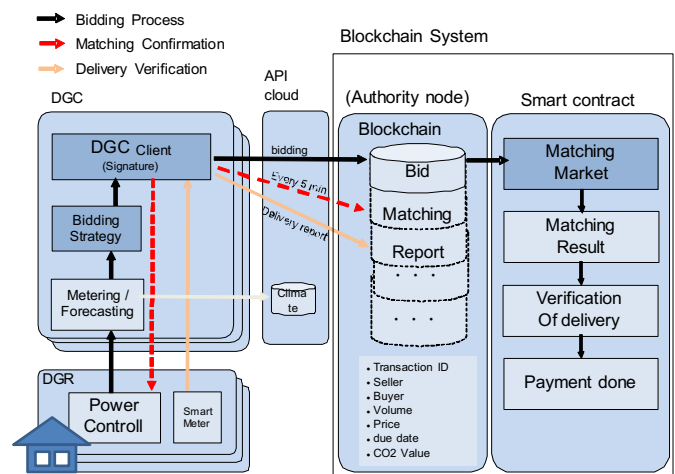 Bidding Process
Matching Confirmation
Delivery Verification
Blockchain System
API
cloud
DGC
(Authority node)
Smart contract
Blockchain
DGC Client
(Signature)
bidding
Every 5 min
Delivery report
Bid
Matching
Report
. . .
. . .
Matching
Market
Bidding
Strategy
Matching
Result
Metering /
Forecasting
Clima
te
Verification
Of delivery
• Transaction ID
• Seller
• Buyer
• Volume
• Price
• due date
• CO2 Value
Payment done
DGR
Power
Controll
Smart
Meter